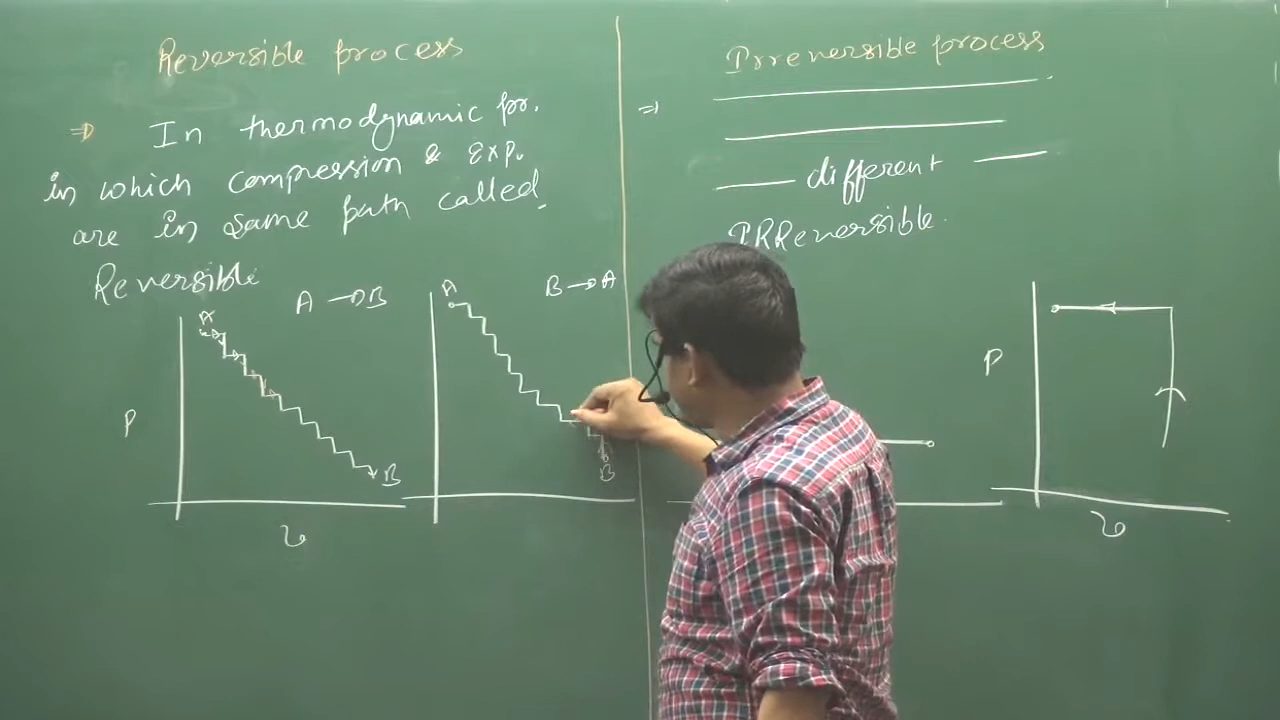 Reversible process
⇒ In thermodynamic pr.
in which compression & Exp.
are in same path called
Reversible
A → B
A
B
P
v
B → A
A
B
Irreversible process
⇒
different
IRReversible.
P
v